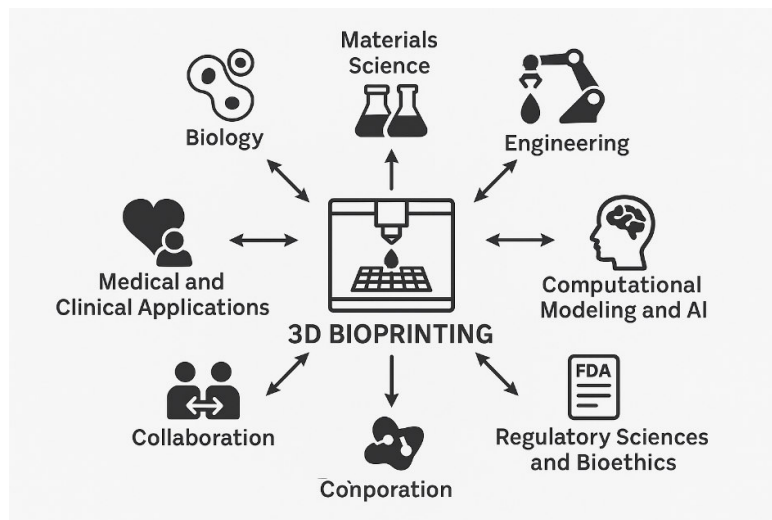 Materials
Science
Biology
Engineering
Medical and
Clinical Applications
Computational
Modeling and AI
3D BIOPRINTING
Collaboration
FDA
Regulatory Sciences
and Bioethics
Conporation